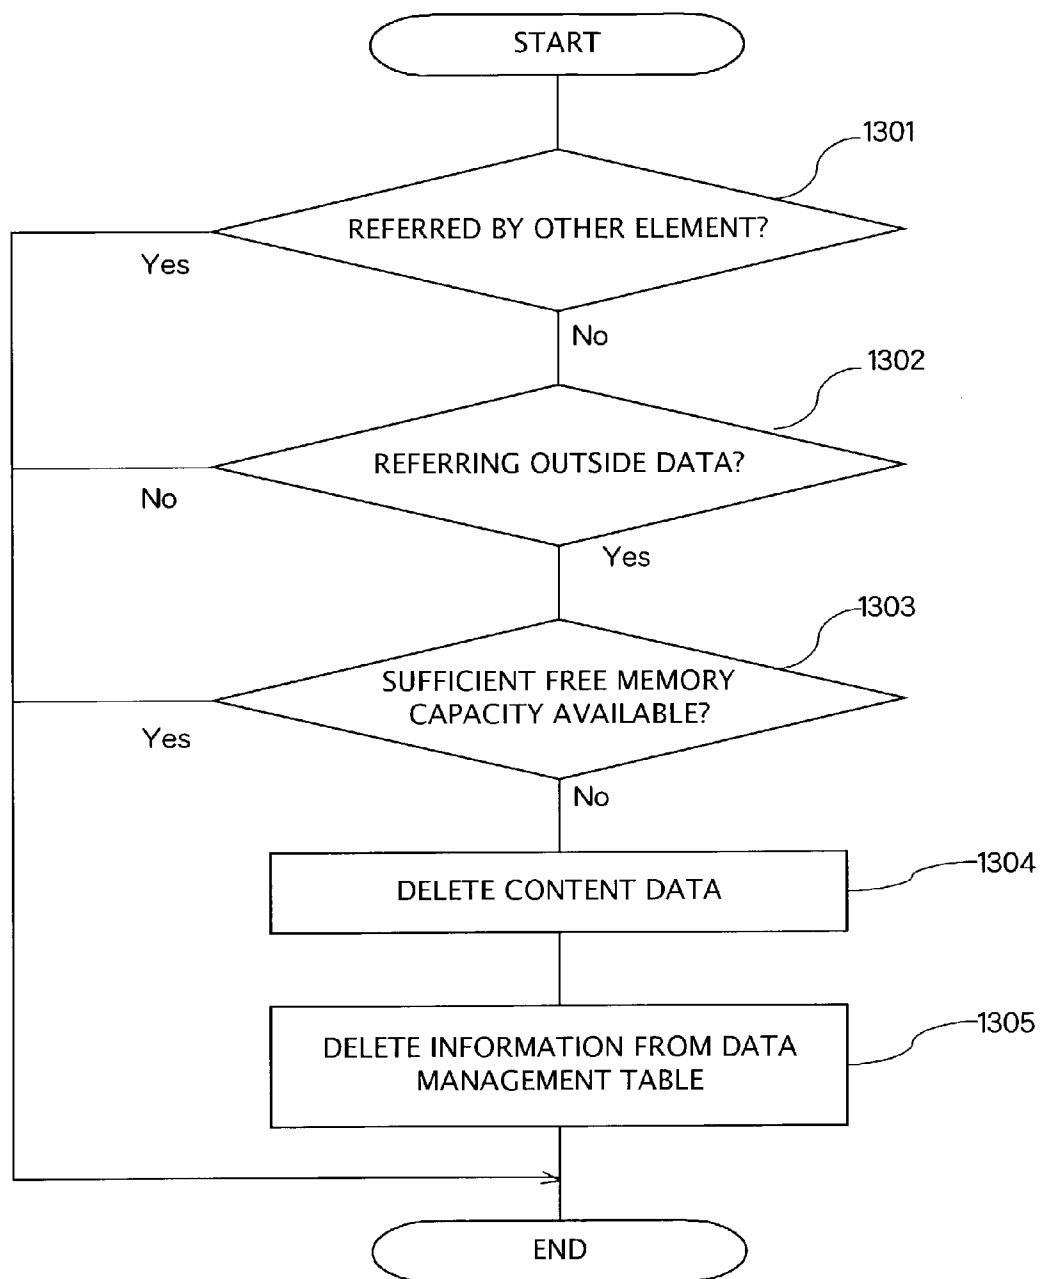 START
1301
REFERRED BY OTHER ELEMENT?
Yes
No
1302
REFERRING OUTSIDE DATA?
No
Yes
1303
SUFFICIENT FREE MEMORY
CAPACITY AVAILABLE?
Yes
No
1304
DELETE CONTENT DATA
1305
DELETE INFORMATION FROM DATA
MANAGEMENT TABLE
END